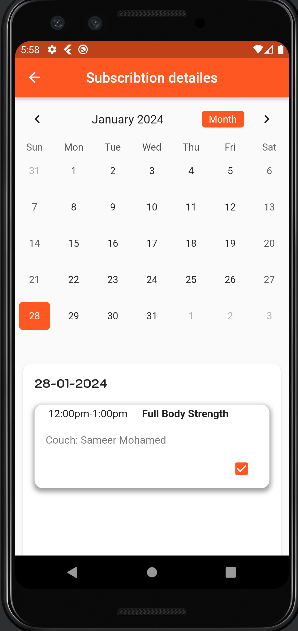 5:58
Subscribtion detailes
January 2024 Month
Sun Mon Tue Wed Thu Fri Sat
31 1 2 3 4 5 6
7 8 9 10 11 12 13
14 15 16 17 18 19 20
21 22 23 24 25 26 27
28 29 30 31 1 2 3
28-01-2024
12:00pm-1:00pm Full Body Strength
Couch: Sameer Mohamed